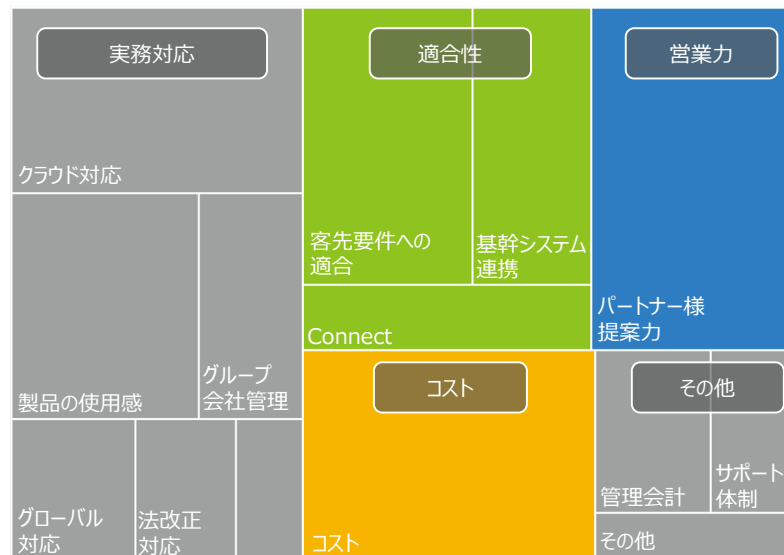 実務対応
クラウド対応
製品の使用感
グループ
会社管理
グローバル
対応
法改正
対応
適合性
客先要件への
適合
基幹システム
連携
Connect
営業力
パートナー様
提案力
コスト
コスト
その他
管理会計
サポート
体制
その他